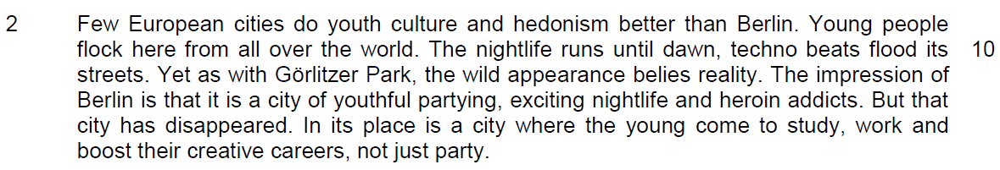 2 Few European cities do youth culture and hedonism better than Berlin. Young people
flock here from all over the world. The nightlife runs until dawn, techno beats flood its 10
streets. Yet as with Görlitzer Park, the wild appearance belies reality. The impression of
Berlin is that it is a city of youthful partying, exciting nightlife and heroin addicts. But that
city has disappeared. In its place is a city where the young come to study, work and
boost their creative careers, not just party.